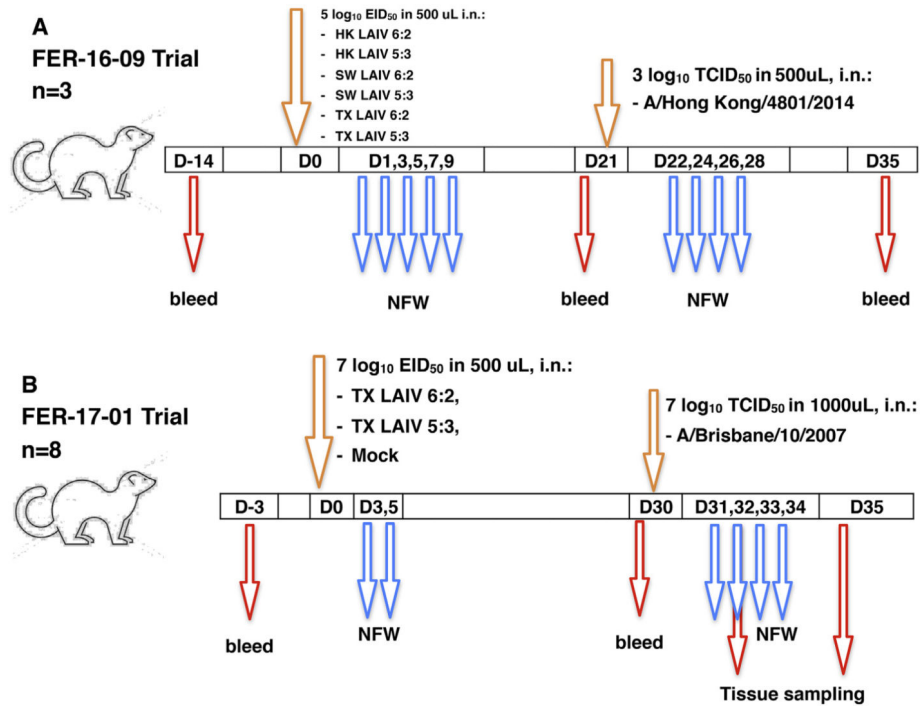 A
FER-16-09 Trial
n=3
5 log₁₀ EID₅₀ in 500 uL, i.n.:
- HK LAIV 6:2
- HK LAIV 5:3
- SW LAIV 6:2
- SW LAIV 5:3
- TX LAIV 6:2
- TX LAIV 5:3
3 log₁₀ TCID₅₀ in 500uL, i.n.:
- A/Hong Kong/4801/2014
D-14 D0 D1,3,5,7,9 D21 D22,24,26,28 D35
bleed NFW bleed NFW bleed
B
FER-17-01 Trial
n=8
7 log₁₀ EID₅₀ in 500 uL, i.n.:
- TX LAIV 6:2,
- TX LAIV 5:3,
- Mock
7 log₁₀ TCID₅₀ in 1000uL, i.n.:
- A/Brisbane/10/2007
D-3 D0 D3,5 D30 D31,32,33,34 D35
bleed NFW bleed NFW
Tissue sampling